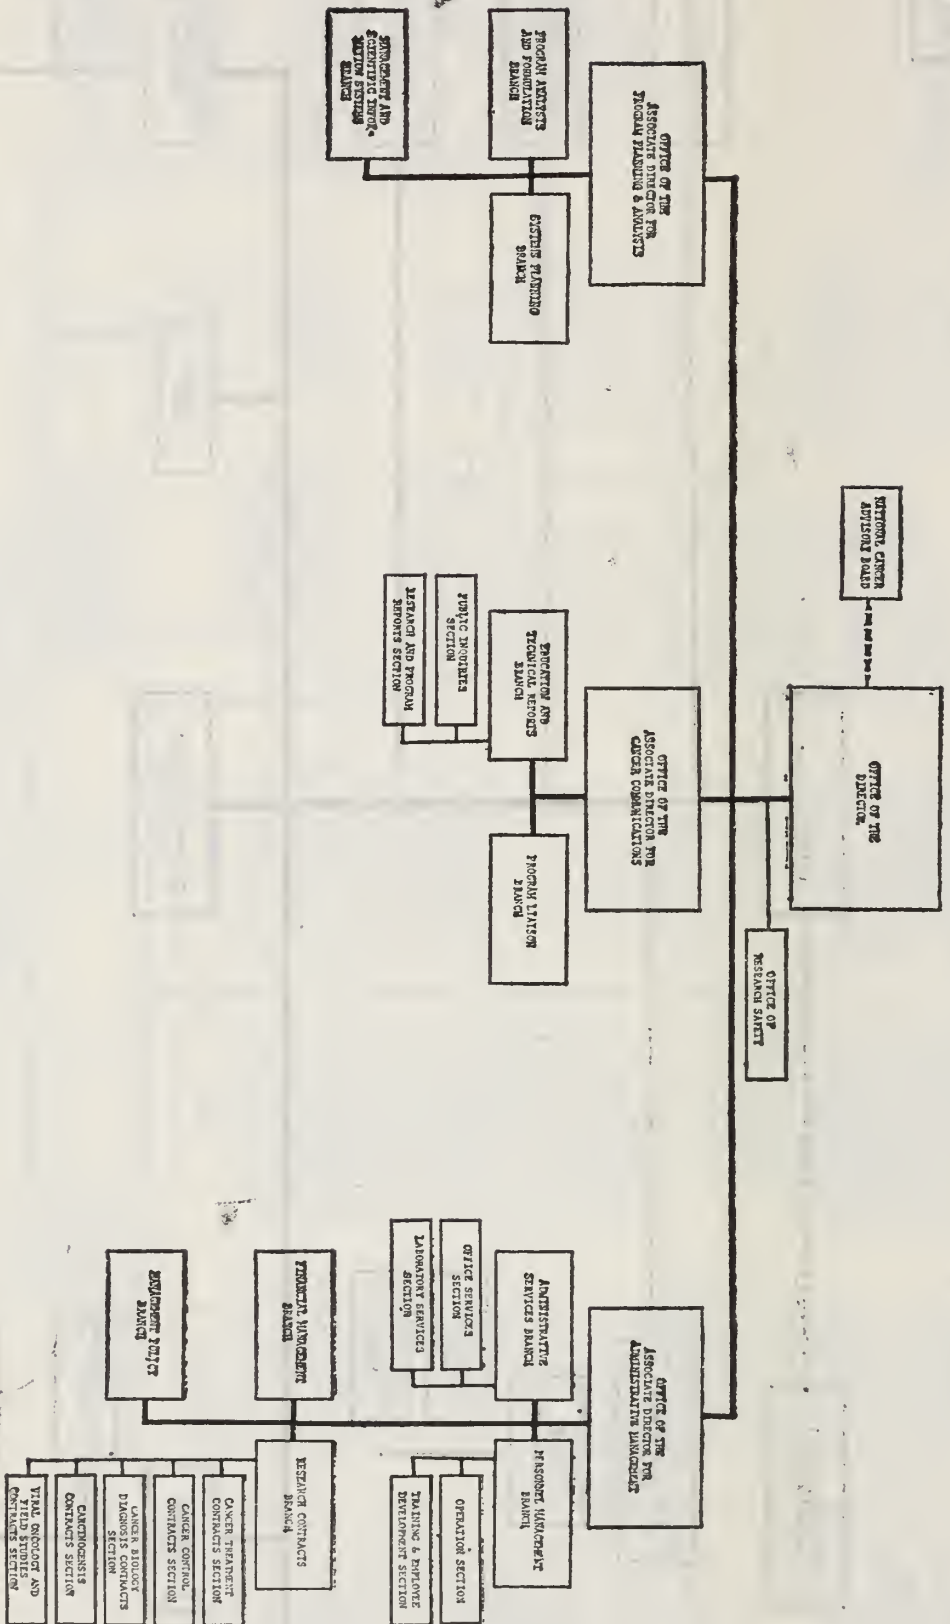 NATIONAL CANCER
ADVISORY BOARD
OFFICE OF THE
DIRECTOR
OFFICE OF
RESEARCH SAFETY
OFFICE OF THE
ASSOCIATE DIRECTOR FOR
PROGRAM PLANNING & ANALYSIS
PROGRAM ANALYSIS
AND FORMULATION
BRANCH
SYSTEMS PLANNING
BRANCH
MANAGEMENT AND
SCIENTIFIC INFOR-
MATION SYSTEMS
BRANCH
OFFICE OF THE
ASSOCIATE DIRECTOR FOR
CANCER COMMUNICATIONS
EDUCATION AND
TECHNICAL REPORTS
BRANCH
PUBLIC INQUIRIES
SECTION
RESEARCH AND PROGRAM
REPORTS SECTION
PROGRAM LIAISON
BRANCH
OFFICE OF THE
ASSOCIATE DIRECTOR FOR
ADMINISTRATIVE MANAGEMENT
ADMINISTRATIVE
SERVICES BRANCH
OFFICE SERVICES
SECTION
LABORATORY SERVICES
SECTION
PERSONNEL MANAGEMENT
BRANCH
OPERATION SECTION
TRAINING & EMPLOYEE
DEVELOPMENT SECTION
FINANCIAL MANAGEMENT
BRANCH
RESEARCH CONTRACTS
BRANCH
CANCER TREATMENT
CONTRACTS SECTION
CANCER CONTROL
CONTRACTS SECTION
CANCER BIOLOGY
DIAGNOSIS CONTRACTS
SECTION
CARCINOGENSIS
CONTRACTS SECTION
VIRAL ONCOLOGY AND
FIELD STUDIES
CONTRACTS SECTION
MANAGEMENT POLICY
BRANCH